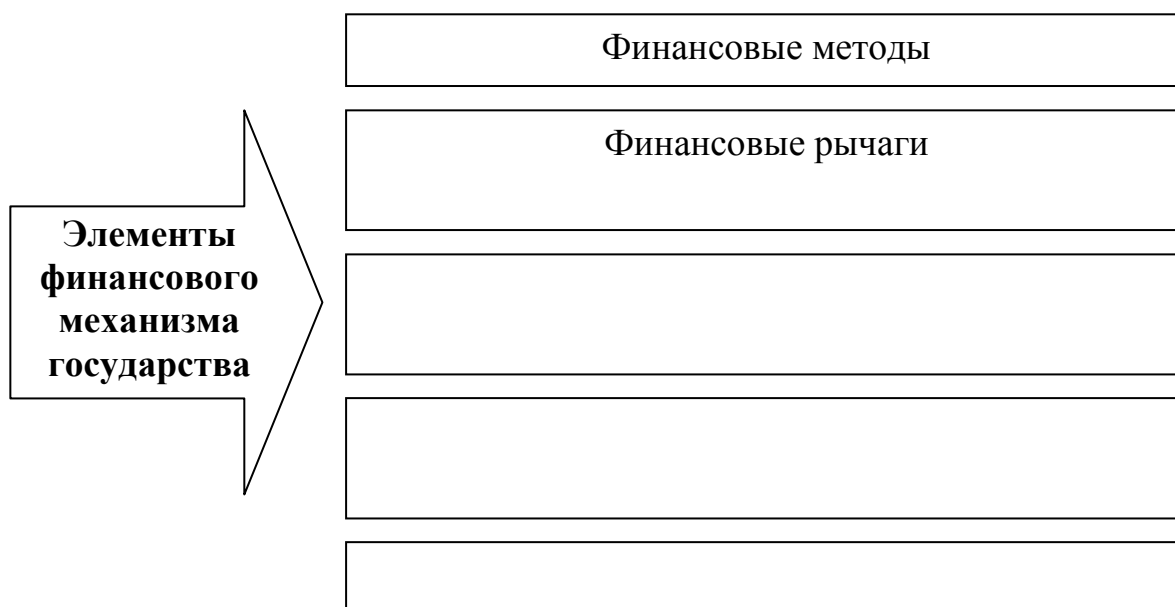 Финансовые методы
Финансовые рычаги
Элементы
финансового
механизма
государства